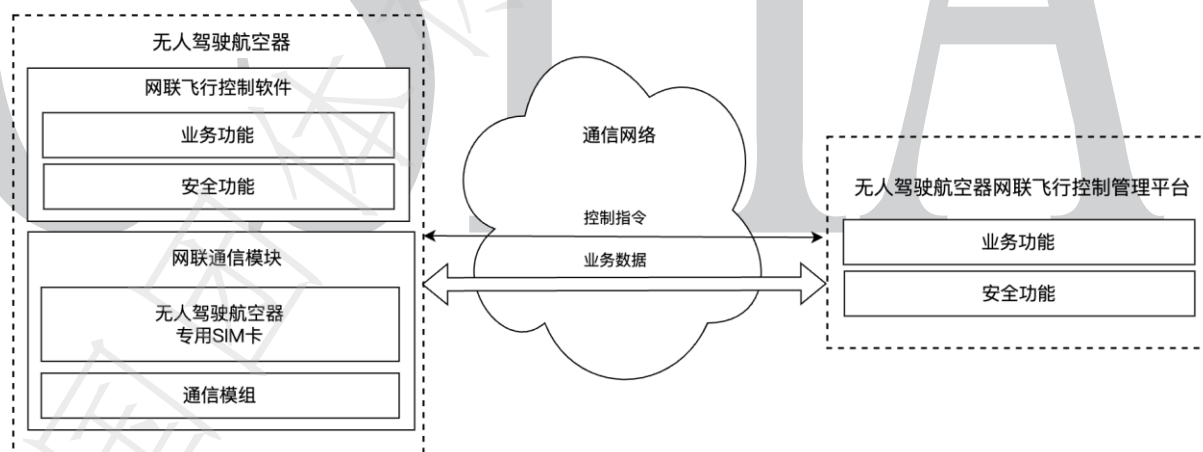 无人驾驶航空器
网联飞行控制软件
业务功能
安全功能
网联通信模块
无人驾驶航空器
专用SIM卡
通信模组
通信网络
控制指令
业务数据
无人驾驶航空器网联飞行控制管理平台
业务功能
安全功能